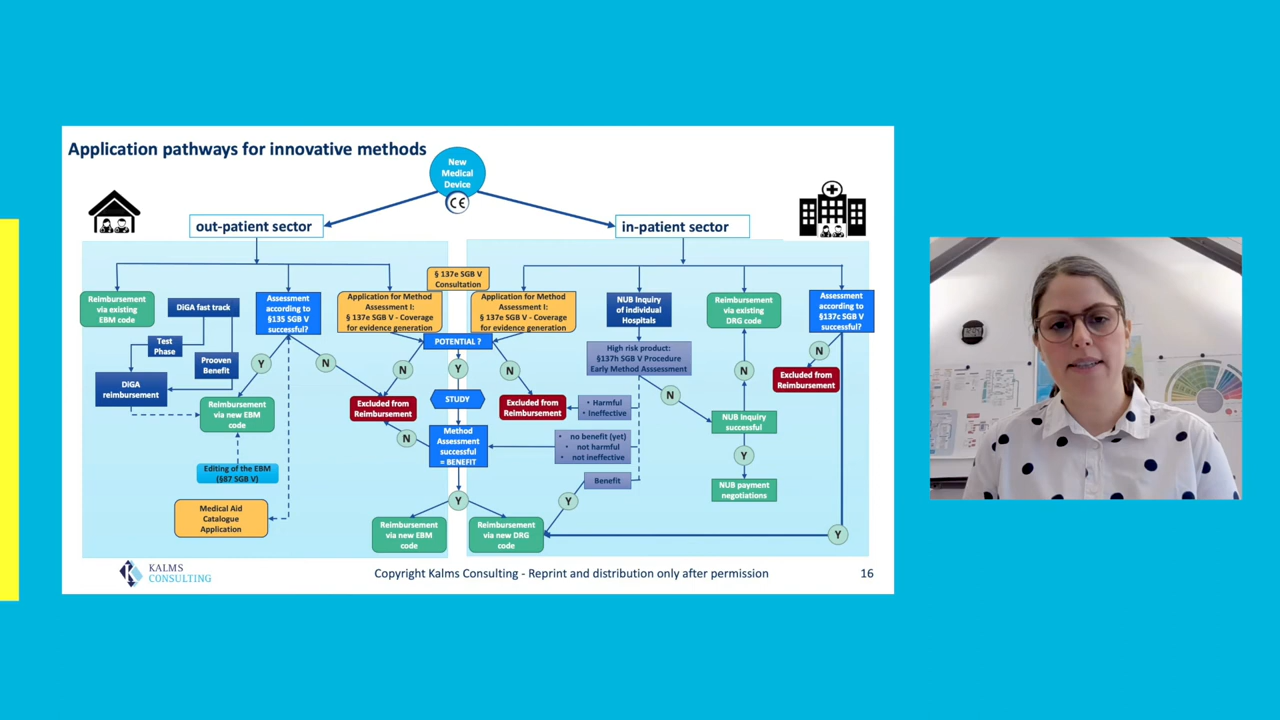 Application pathways for innovative methods
New
Medical
Device
CE
out-patient sector
in-patient sector
Reimbursement
via existing
EBM code
DiGA fast track
Test
Phase
Prooven
Benefit
DiGA
reimbursement
Assessment
according to
§135 SGB V
successful?
Y
N
Reimbursement
via new EBM
code
Editing of the EBM
(§87 SGB V)
Medical Aid
Catalogue
Application
§ 137e SGB V
Consultation
Application for Method
Assessment I:
§ 137e SGB V - Coverage
for evidence generation
Application for Method
Assessment I:
§ 137e SGB V - Coverage
for evidence generation
POTENTIAL ?
N
Y
N
Excluded from
Reimbursement
STUDY
Excluded from
Reimbursement
Method
Assessment
successful
= BENEFIT
N
Y
Reimbursement
via new EBM
code
Reimbursement
via new DRG
code
NUB Inquiry
of individual
Hospitals
High risk product:
§137h SGB V Procedure
Early Method Asssessment
• Harmful
• Ineffective
• no benefit (yet)
• not harmful
• not ineffective
Benefit
Y
N
Reimbursement
via existing
DRG code
N
NUB Inquiry
successful
Y
NUB payment
negotiations
Assessment
according to
§137c SGB V
successful?
N
Excluded from
Reimbursement
Y
KALMS
CONSULTING
Copyright Kalms Consulting - Reprint and distribution only after permission
16